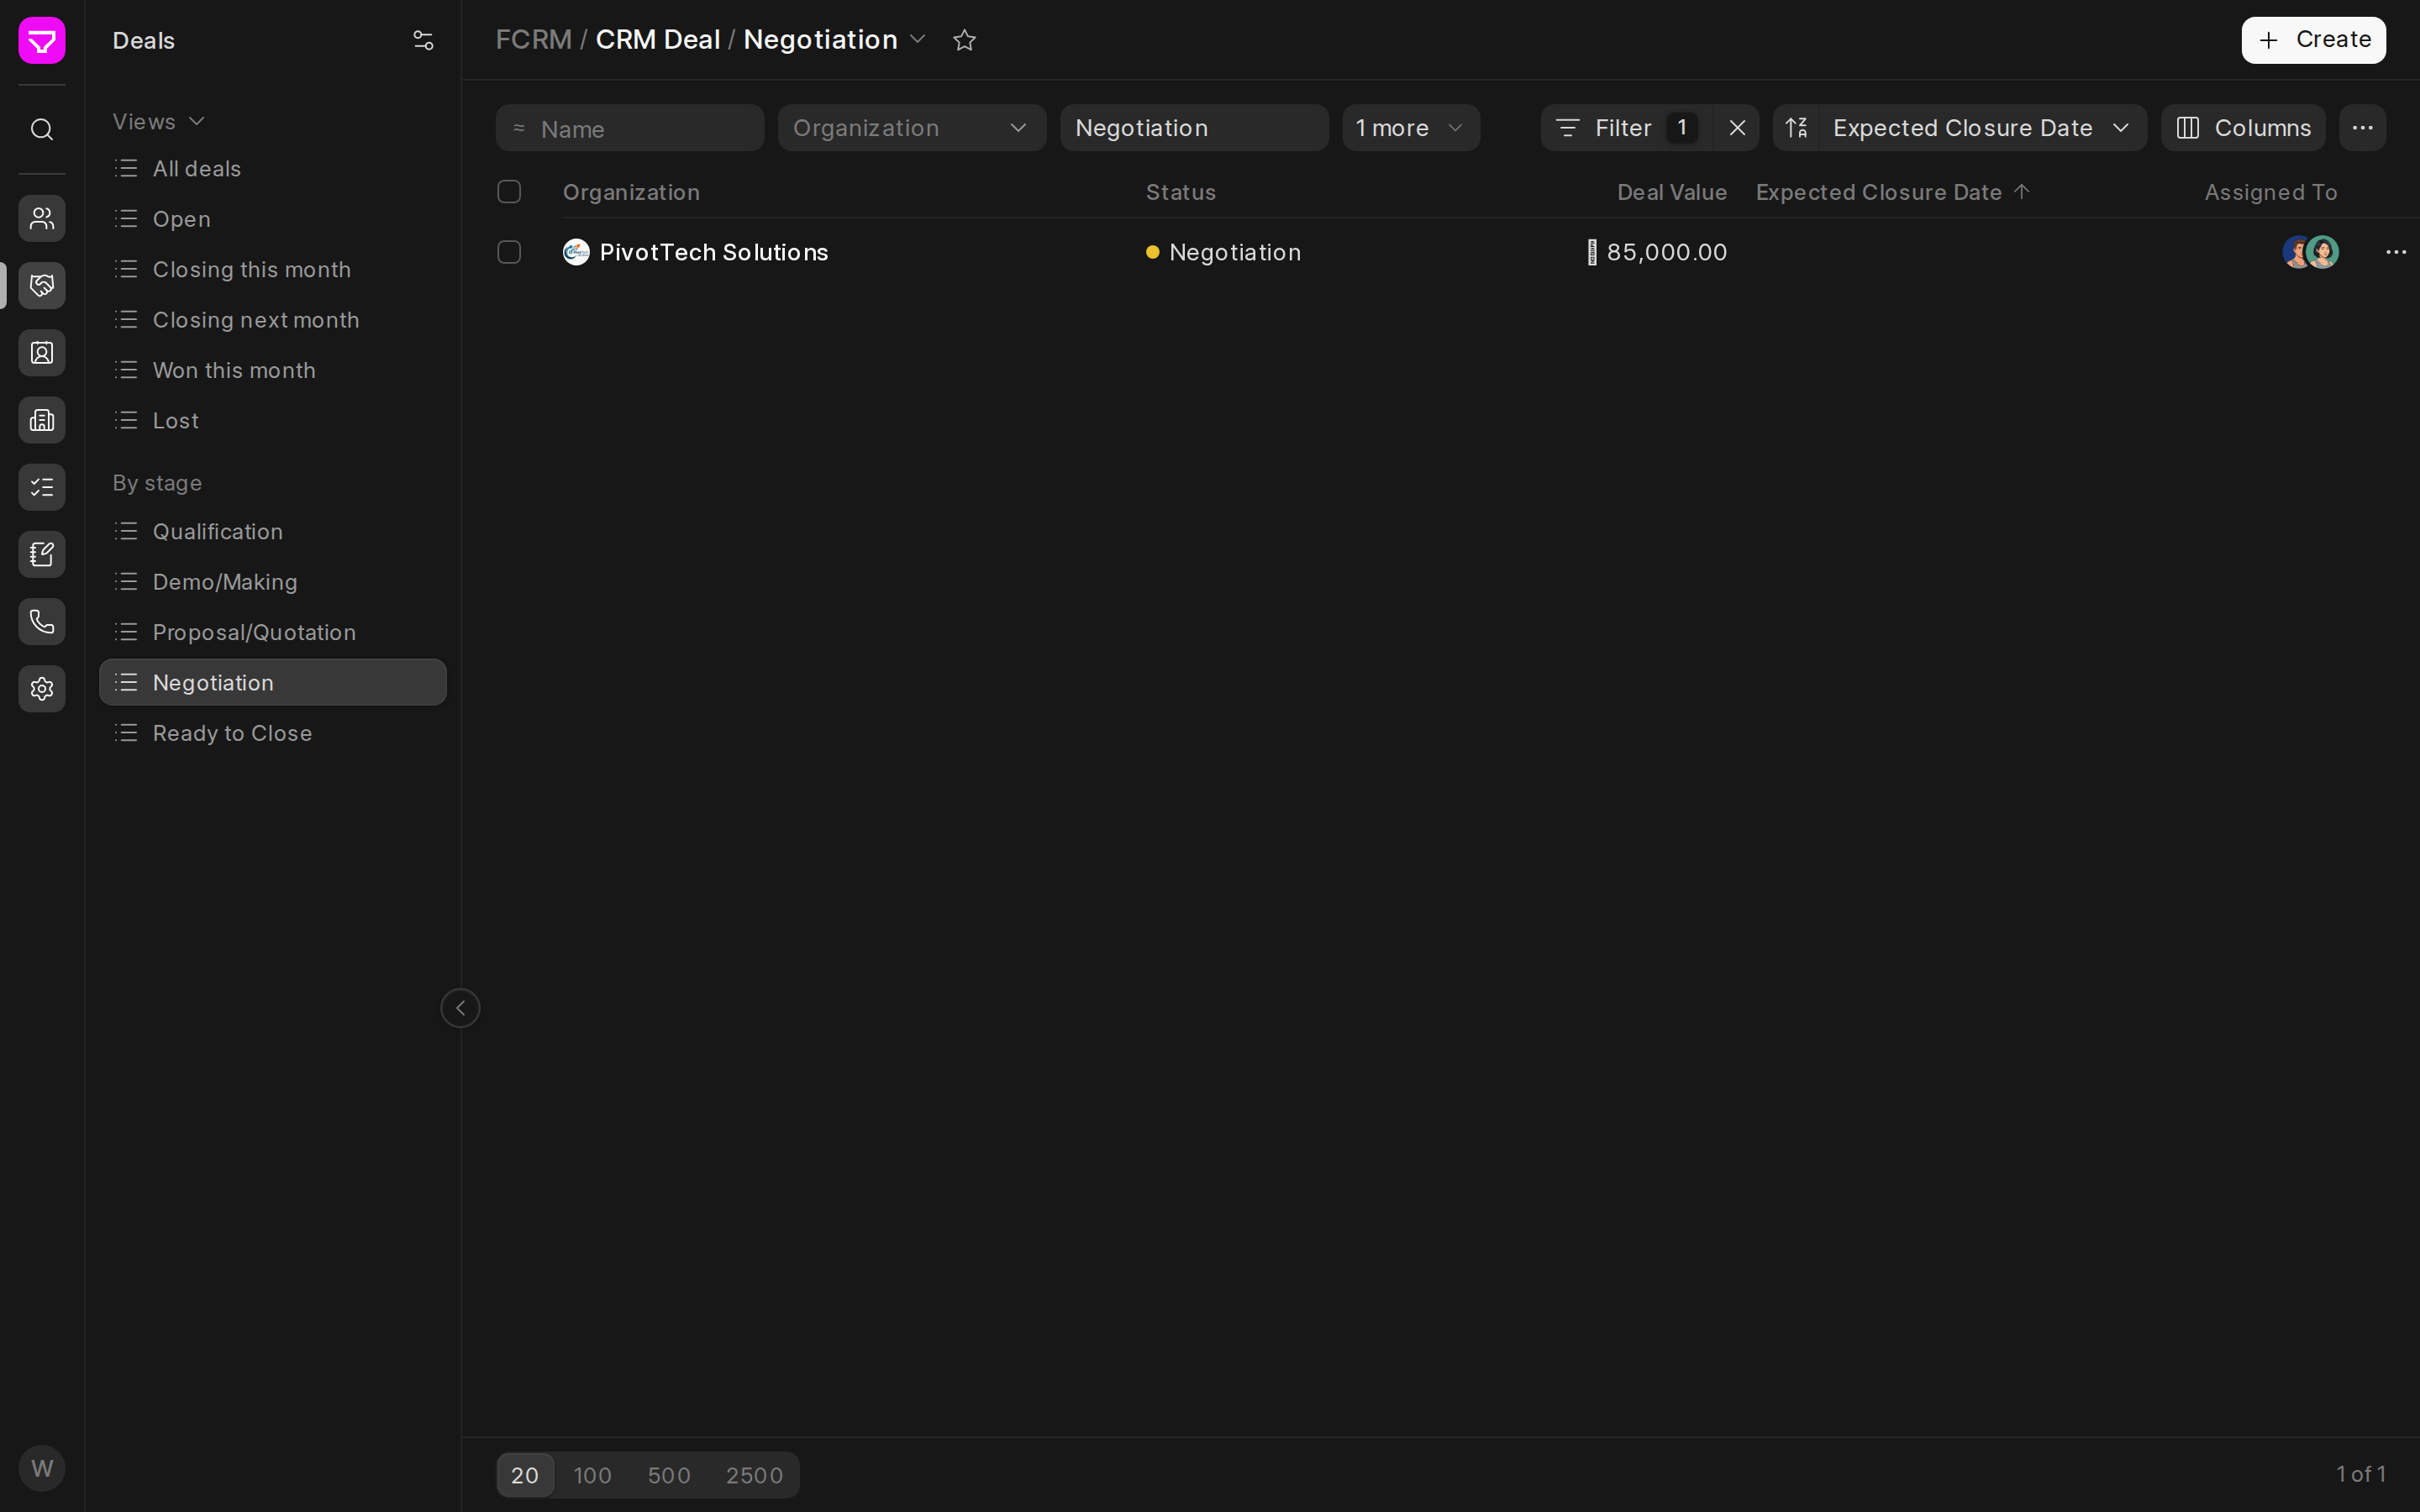 Deals
Views
All deals
Open
Closing this month
Closing next month
Won this month
Lost
By stage
Qualification
Demo/Making
Proposal/Quotation
Negotiation
Ready to Close
W
FCRM / CRM Deal / Negotiation
Create
≈ Name
Organization
Negotiation
1 more
Filter 1
Expected Closure Date
Columns
Organization Status Deal Value Expected Closure Date Assigned To
PivotTech Solutions Negotiation 85,000.00
20 100 500 2500
1 of 1